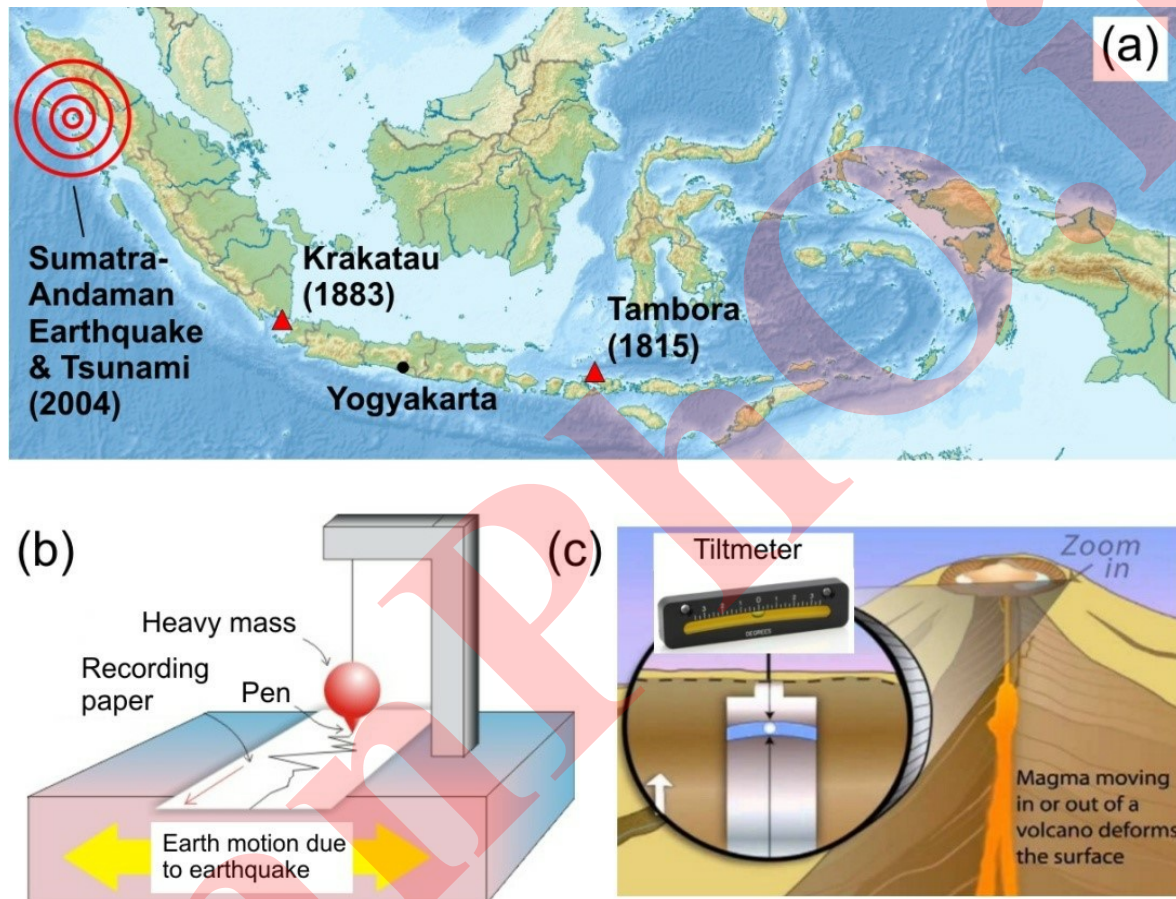 (a)
Sumatra-
Andaman
Earthquake
& Tsunami
(2004)
Krakatau
(1883)
Yogyakarta
Tambora
(1815)
(b)
Heavy mass
Recording
paper
Pen
Earth motion due
to earthquake
(c)
Tiltmeter
DEGREES
Zoom
in
Magma moving
in or out of a
volcano deforms
the surface